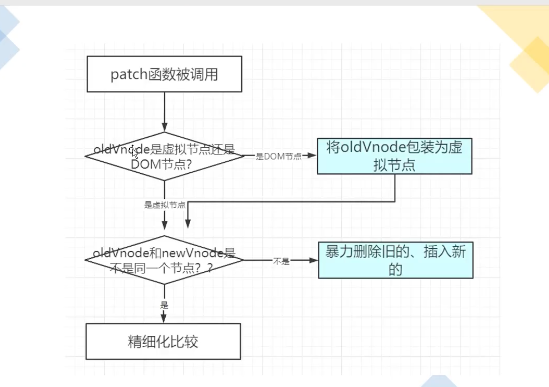 patch函数被调用
oldVnode是虚拟节点还是
DOM节点？
是DOM节点
将oldVnode包装为虚
拟节点
是虚拟节点
oldVnode和newVnode是
不是同一个节点？？
不是
暴力删除旧的、插入新
的
是
精细化比较